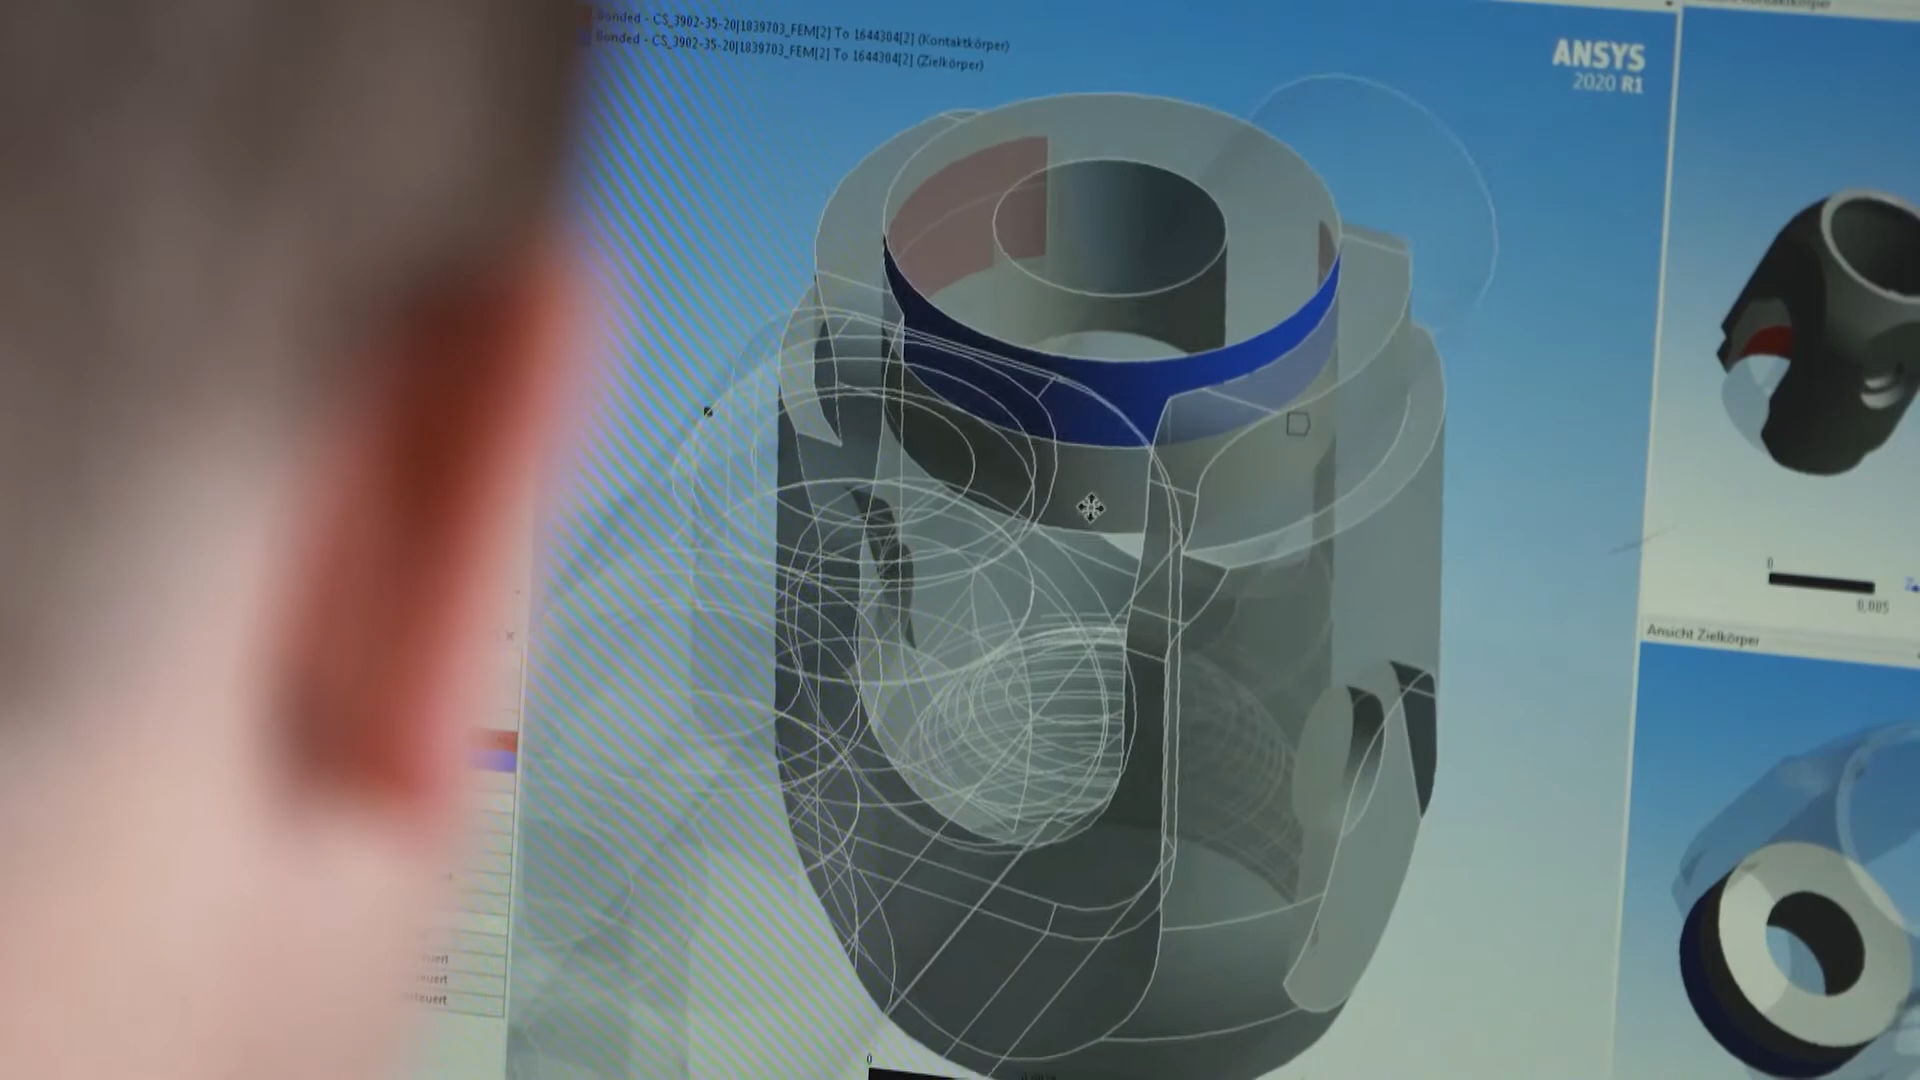 Bonded - CS_3902-35-20|1839703_FEM[2] To 1644304[2] (Kontaktkörper)
Bonded - CS_3902-35-20|1839703_FEM[2] To 1644304[2] (Zielkörper)
ANSYS
2020 R1
0
0,005
Ansicht Zielkörper
0